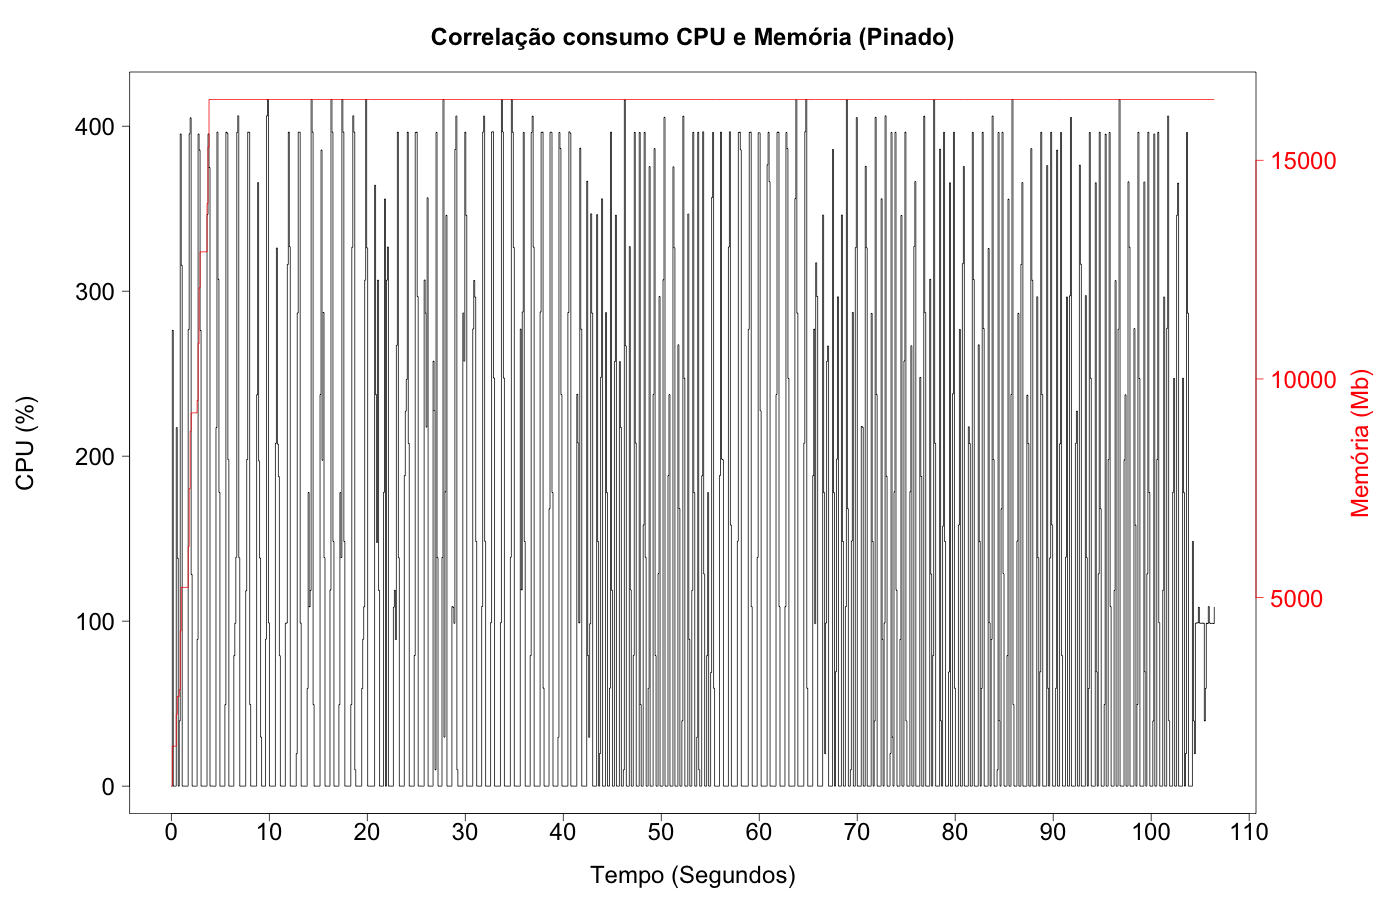 Correlação consumo CPU e Memória (Pinado)
400
300
200
100
0
CPU (%)
15000
10000
5000
Memória (Mb)
0 10 20 30 40 50 60 70 80 90 100 110
Tempo (Segundos)